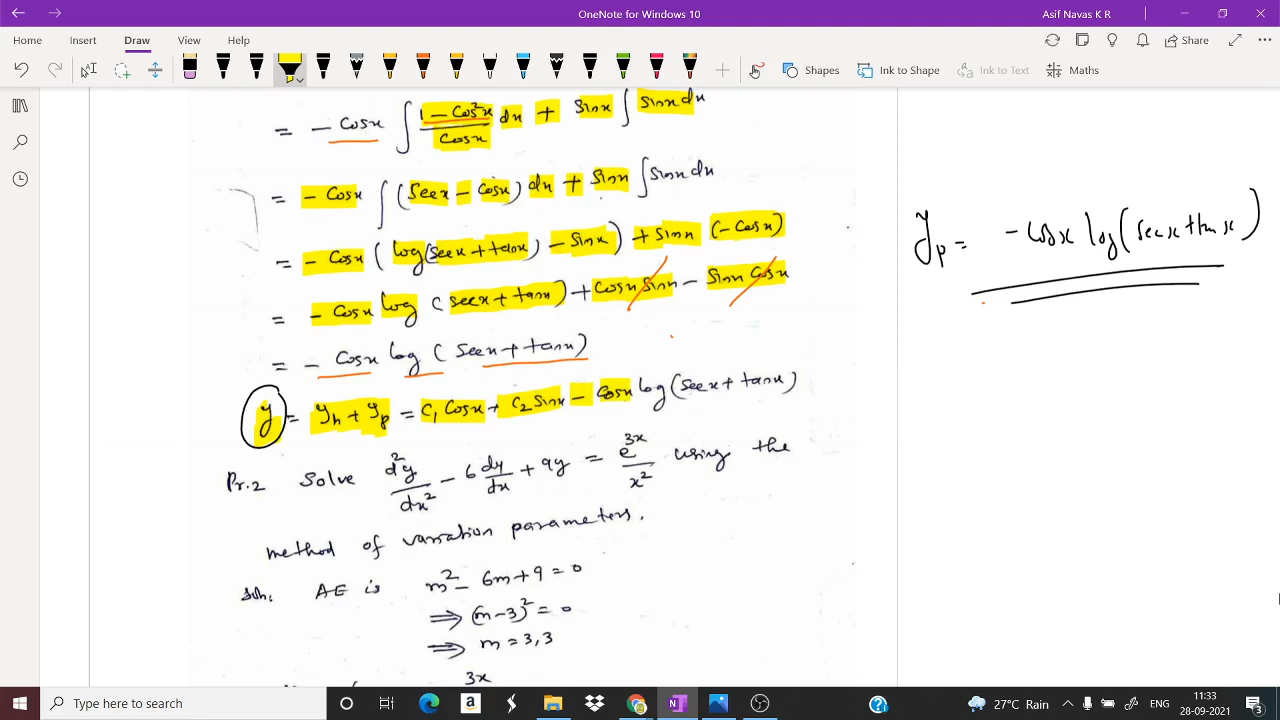 OneNote for Windows 10
Asif Navas K R
Home Insert Draw View Help
Share
Shapes Ink to Shape Ink to Text Maths
= - Cosx ∫ (1 - Cos²x)/Cosx dx + Sinx ∫ Sinx dx
= - Cosx ∫ (Secx - Cosx) dx + Sinx ∫ Sinx dx
= - Cosx (log(Secx + tanx) - Sinx) + Sinx (-Cosx)
= - Cosx log (Secx + tanx) + Cosx Sinx - Sinx Cosx
= - Cosx log (Secx + tanx)
y = y_h + y_p = C₁ Cosx + C₂ Sinx - Cosx log(Secx + tanx)
y_p = -cosx log(secx + tanx)
Pr.2 Solve d²y/dx² - 6 dy/dx + 9y = e^3x/x² using the
method of variation parameters.
Soln. AE is m² - 6m + 9 = 0
⇒ (m-3)² = 0
⇒ m = 3,3
3x
Type here to search
27°C Rain
11:33
28-09-2021
3